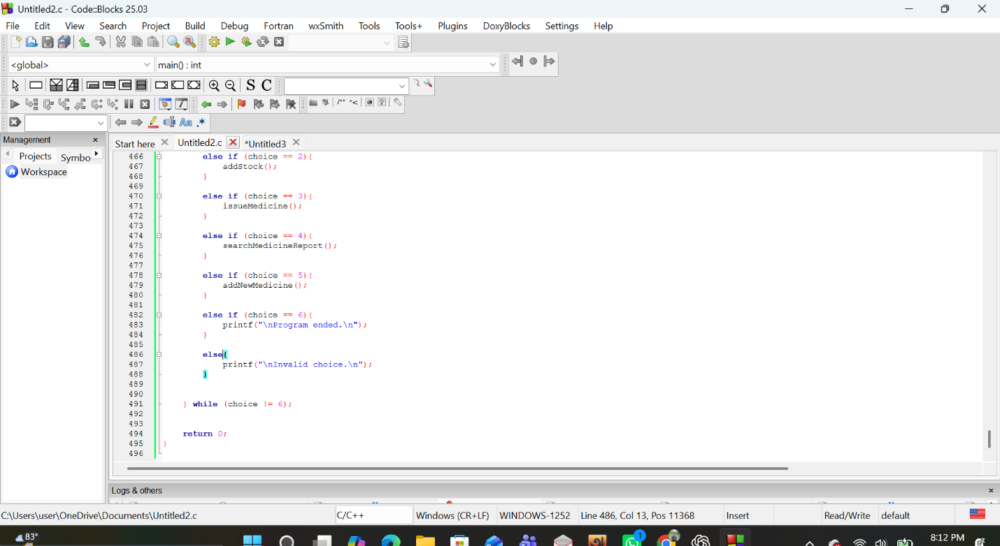 Untitled2.c - Code::Blocks 25.03
File Edit View Search Project Build Debug Fortran wxSmith Tools Tools+ Plugins DoxyBlocks Settings Help
<global> main() : int
S C
/** *<
Aa .*
Management
Start here Untitled2.c *Untitled3
Projects Symbo
Workspace
466 else if (choice == 2){
467 addStock();
468 }
469
470 else if (choice == 3){
471 issueMedicine();
472 }
473
474 else if (choice == 4){
475 searchMedicineReport();
476 }
477
478 else if (choice == 5){
479 addNewMedicine();
480 }
481
482 else if (choice == 6){
483 printf("\nProgram ended.\n");
484 }
485
486 else{
487 printf("\nInvalid choice.\n");
488 }
489
490
491 } while (choice != 6);
492
493
494 return 0;
495 }
496
Logs & others
C:\Users\user\OneDrive\Documents\Untitled2.c C/C++ Windows (CR+LF) WINDOWS-1252 Line 486, Col 13, Pos 11368 Insert Read/Write default
83° 1 8:12 PM